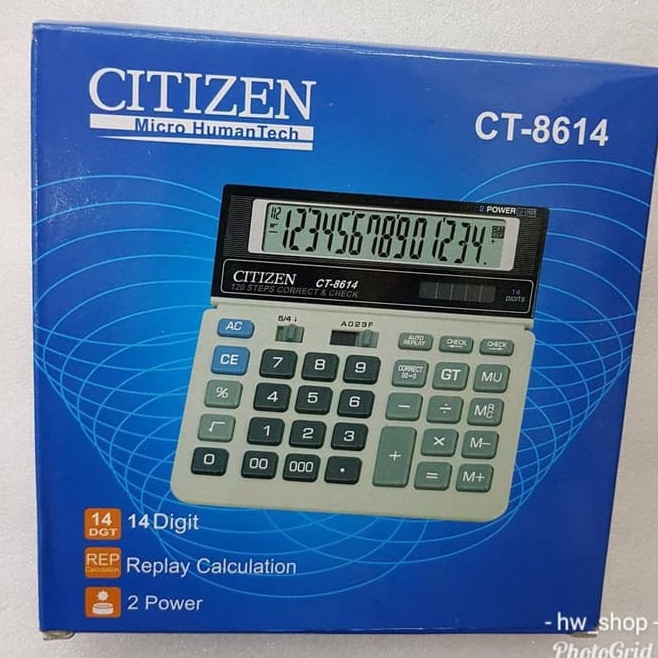 CITIZEN
Micro HumanTech
CT-8614
2 POWER
12345678901234.
CITIZEN CT-8614
120 STEPS CORRECT & CHECK
14
DIGITS
5/4 ↓
A023F
AC
AUTO REPLAY
CHECK
CHECK
CE 7 8 9
CORRECT
00→0
GT MU
% 4 5 6 − ÷ MRC
√ 1 2 3 + × M−
0 00 000 . = M+
14 DGT 14 Digit
REP Calculation Replay Calculation
2 Power
- hw_shop -
PhotoGrid